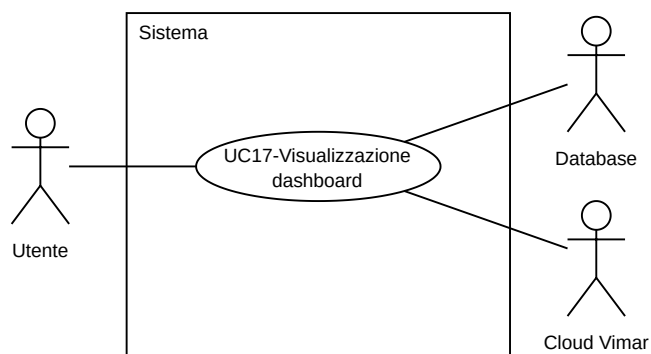 Sistema
UC17-Visualizzazione
dashboard
Utente
Database
Cloud Vimar